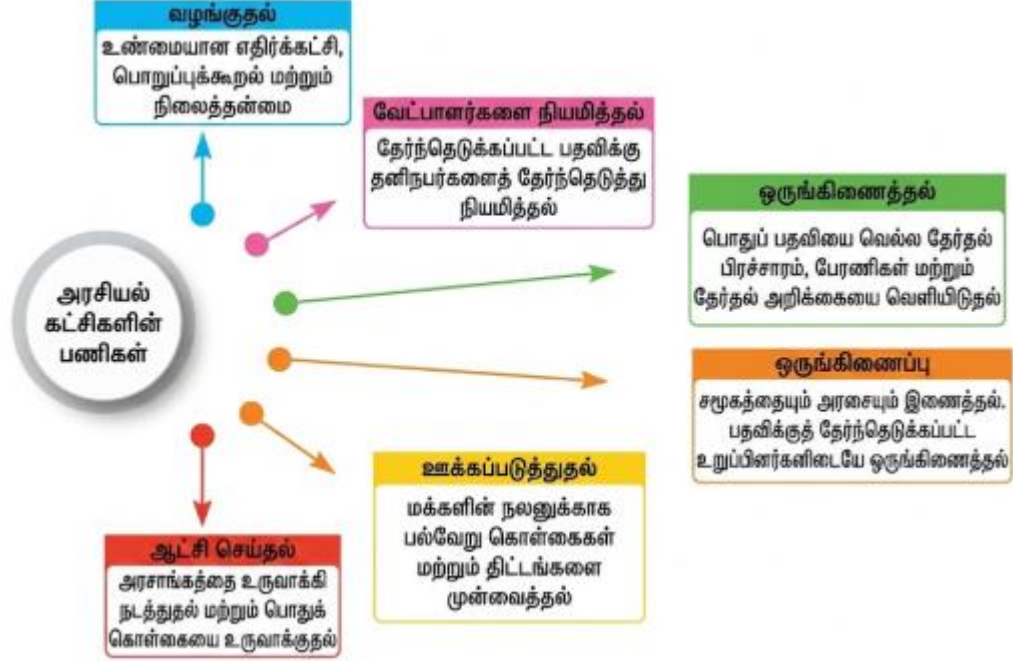 வழங்குதல்
உண்மையான எதிர்க்கட்சி,
பொறுப்புக்கூறல் மற்றும்
நிலைத்தன்மை
வேட்பாளர்களை நியமித்தல்
தேர்ந்தெடுக்கப்பட்ட பதவிக்கு
தனிநபர்களைத் தேர்ந்தெடுத்து
நியமித்தல்
ஒருங்கிணைத்தல்
பொதுப் பதவியை வெல்ல தேர்தல்
பிரச்சாரம், பேரணிகள் மற்றும்
தேர்தல் அறிக்கையை வெளியிடுதல்
அரசியல்
கட்சிகளின்
பணிகள்
ஒருங்கிணைப்பு
சமூகத்தையும் அரசையும் இணைத்தல்.
பதவிக்குத் தேர்ந்தெடுக்கப்பட்ட
உறுப்பினர்களிடையே ஒருங்கிணைத்தல்
ஊக்கப்படுத்துதல்
மக்களின் நலனுக்காக
பல்வேறு கொள்கைகள்
மற்றும் திட்டங்களை
முன்வைத்தல்
ஆட்சி செய்தல்
அரசாங்கத்தை உருவாக்கி
நடத்துதல் மற்றும் பொதுக்
கொள்கையை உருவாக்குதல்